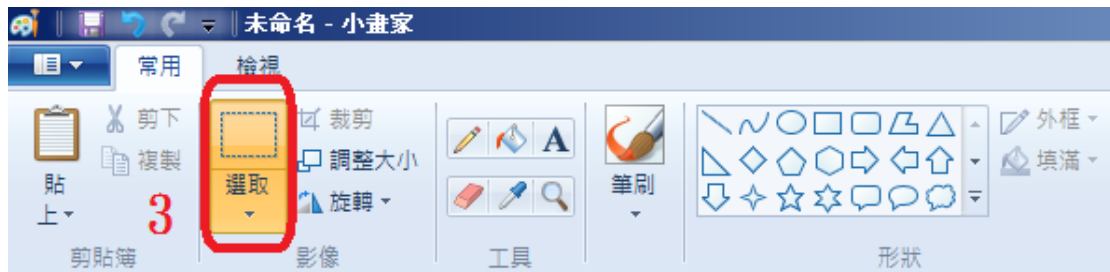 未命名 - 小畫家
常用 檢視
貼上
剪下
複製
剪貼簿
3
選取
裁剪
調整大小
旋轉
影像
A
工具
筆刷
形狀
外框
填滿